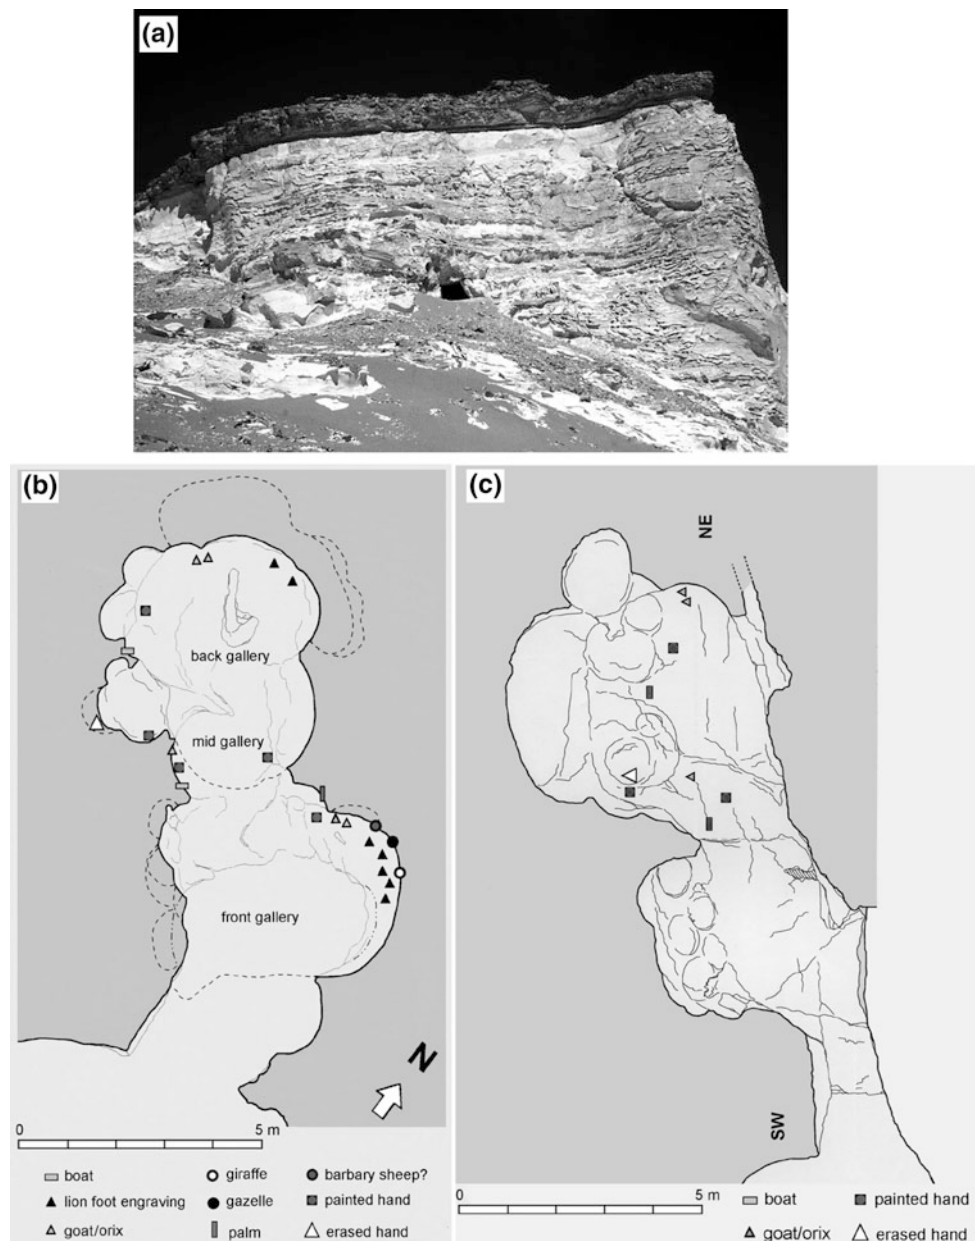 (a)
(b)
back gallery
mid gallery
front gallery
N
0 5 m
boat
giraffe
barbary sheep?
lion foot engraving
gazelle
painted hand
goat/orix
palm
erased hand
(c)
NE
SW
0 5 m
boat
painted hand
goat/orix
erased hand